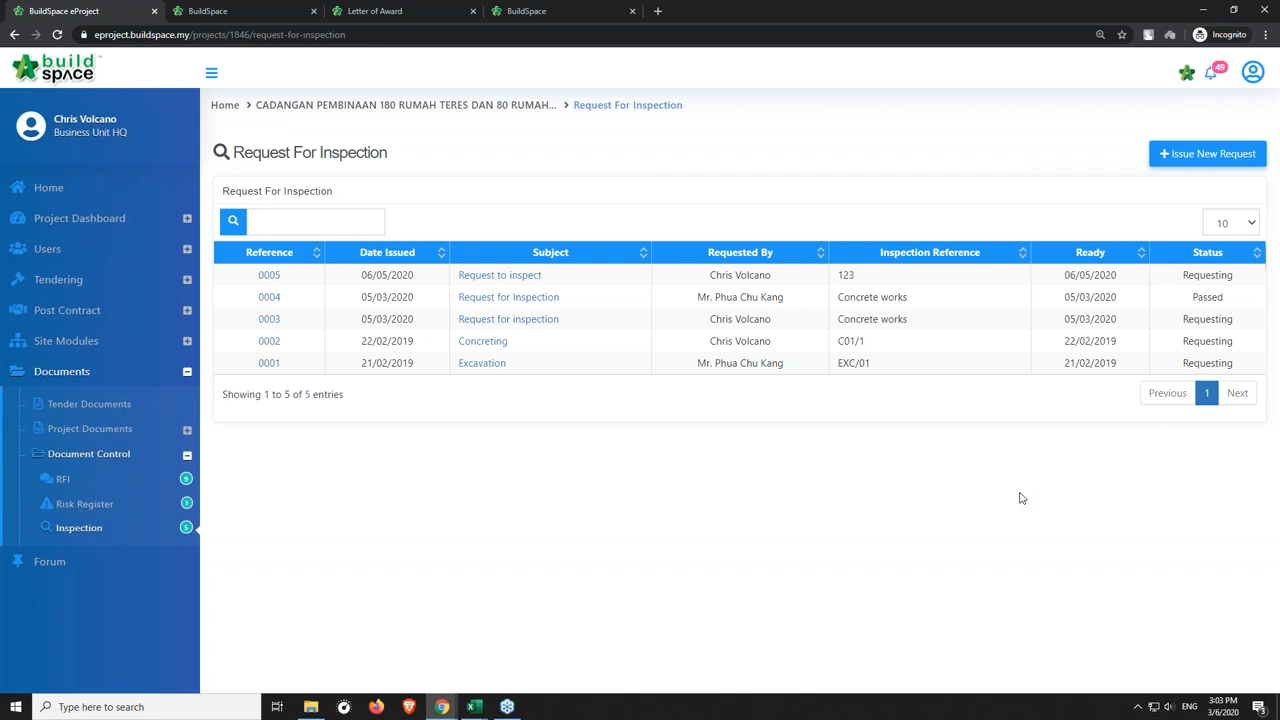 BuildSpace eProject
BuildSpace
Letter of Award
BuildSpace
eproject.buildspace.my/projects/1846/request-for-inspection
Incognito
build space™
49
Chris Volcano
Business Unit HQ
Home
Project Dashboard
Users
Tendering
Post Contract
Site Modules
Documents
Tender Documents
Project Documents
Document Control
RFI 9
Risk Register 1
Inspection 5
Forum
Home > CADANGAN PEMBINAAN 180 RUMAH TERES DAN 80 RUMAH... > Request For Inspection
Request For Inspection
+ Issue New Request
Request For Inspection
10
Reference Date Issued Subject Requested By Inspection Reference Ready Status
0005 06/05/2020 Request to inspect Chris Volcano 123 06/05/2020 Requesting
0004 05/03/2020 Request for Inspection Mr. Phua Chu Kang Concrete works 05/03/2020 Passed
0003 05/03/2020 Request for inspection Chris Volcano Concrete works 05/03/2020 Requesting
0002 22/02/2019 Concreting Chris Volcano C01/1 22/02/2019 Requesting
0001 21/02/2019 Excavation Mr. Phua Chu Kang EXC/01 21/02/2019 Requesting
Showing 1 to 5 of 5 entries
Previous 1 Next
Type here to search
ENG
3:03 PM
3/6/2020
3